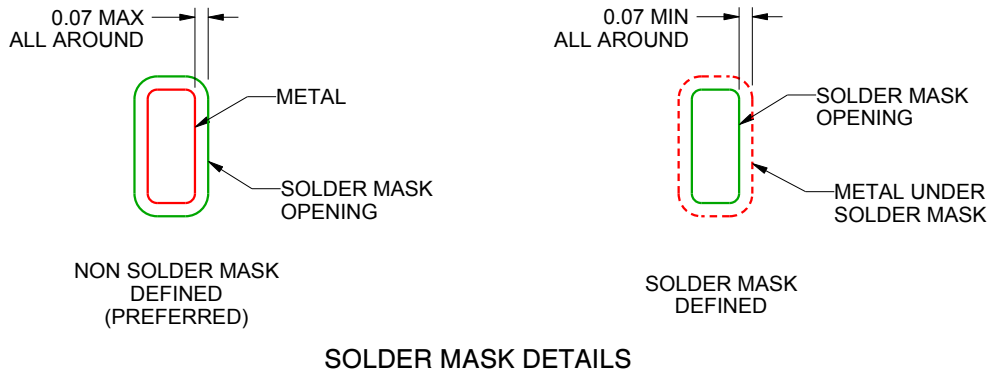 0.07 MAX
ALL AROUND
METAL
SOLDER MASK
OPENING
NON SOLDER MASK
DEFINED
(PREFERRED)
0.07 MIN
ALL AROUND
SOLDER MASK
OPENING
METAL UNDER
SOLDER MASK
SOLDER MASK
DEFINED
SOLDER MASK DETAILS